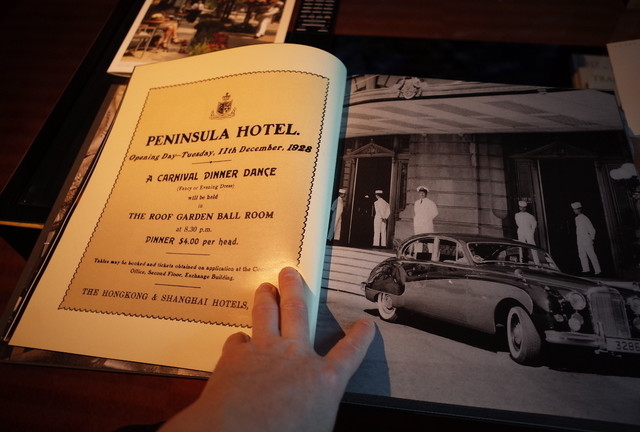 PENINSULA HOTEL.
Opening Day—Tuesday, 11th December, 1928
A CARNIVAL DINNER DANCE
(Fancy or Evening Dress)
will be held
in
THE ROOF GARDEN BALL ROOM
at 8.30 p.m.
DINNER $4.00 per head.
Tables may be booked and tickets obtained on application at the
Office, Second Floor, Exchange Building.
THE HONGKONG & SHANGHAI HOTELS,
3285